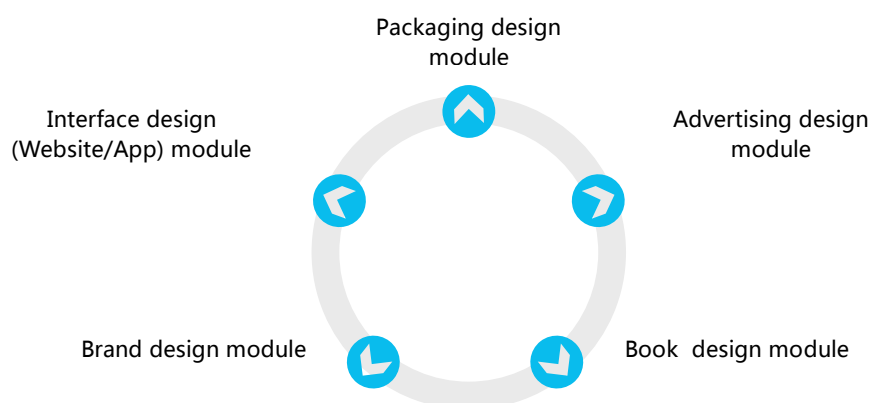 Packaging design
module
Interface design
(Website/App) module
Advertising design
module
Brand design module
Book  design module